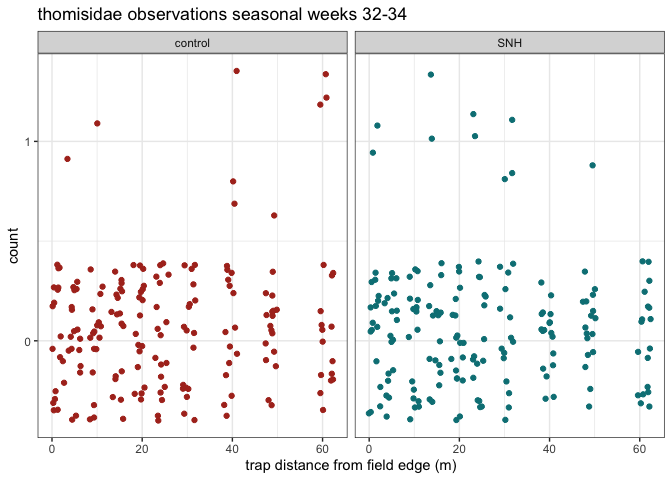 thomisidae observations seasonal weeks 32-34
control
SNH
count
1
0
0
20
40
60
0
20
40
60
trap distance from field edge (m)